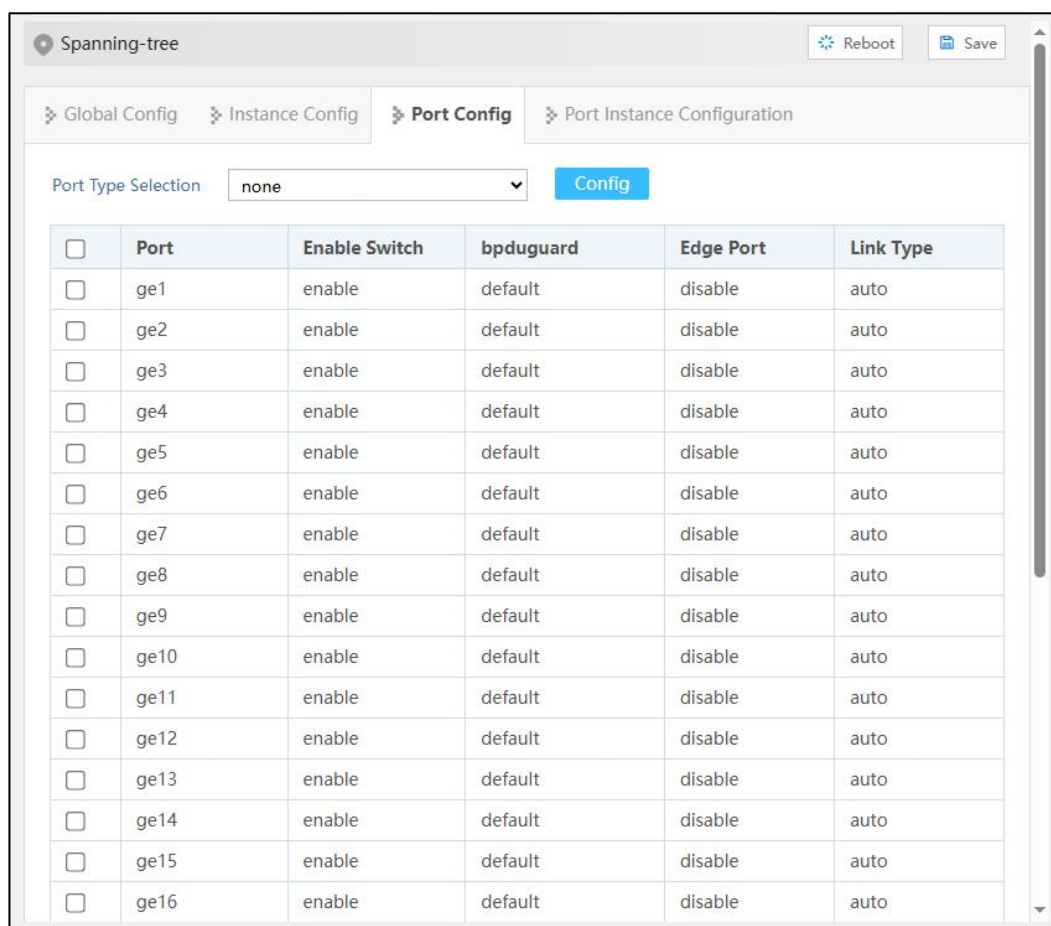 Spanning-tree Reboot Save
Global Config Instance Config Port Config Port Instance Configuration
Port Type Selection none Config
Port Enable Switch bpduguard Edge Port Link Type
ge1 enable default disable auto
ge2 enable default disable auto
ge3 enable default disable auto
ge4 enable default disable auto
ge5 enable default disable auto
ge6 enable default disable auto
ge7 enable default disable auto
ge8 enable default disable auto
ge9 enable default disable auto
ge10 enable default disable auto
ge11 enable default disable auto
ge12 enable default disable auto
ge13 enable default disable auto
ge14 enable default disable auto
ge15 enable default disable auto
ge16 enable default disable auto